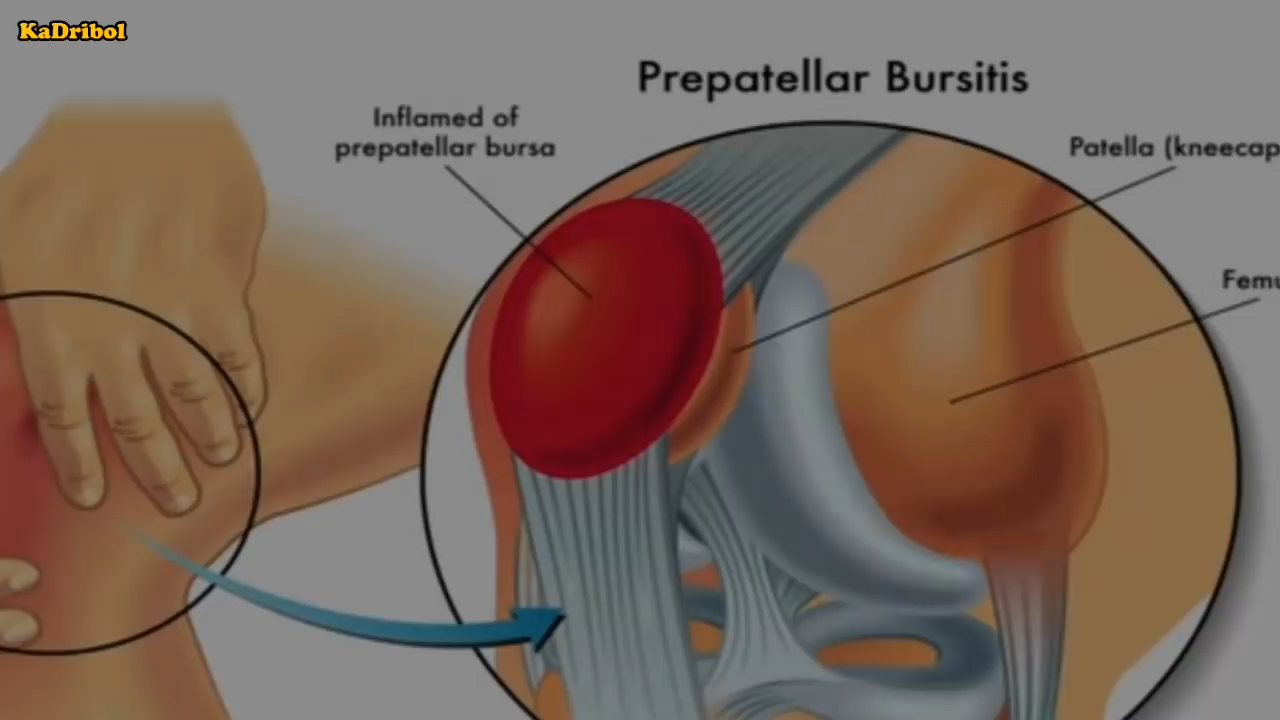 KaDribol
Prepatellar Bursitis
Inflamed of
prepatellar bursa
Patella (kneecap
Femu